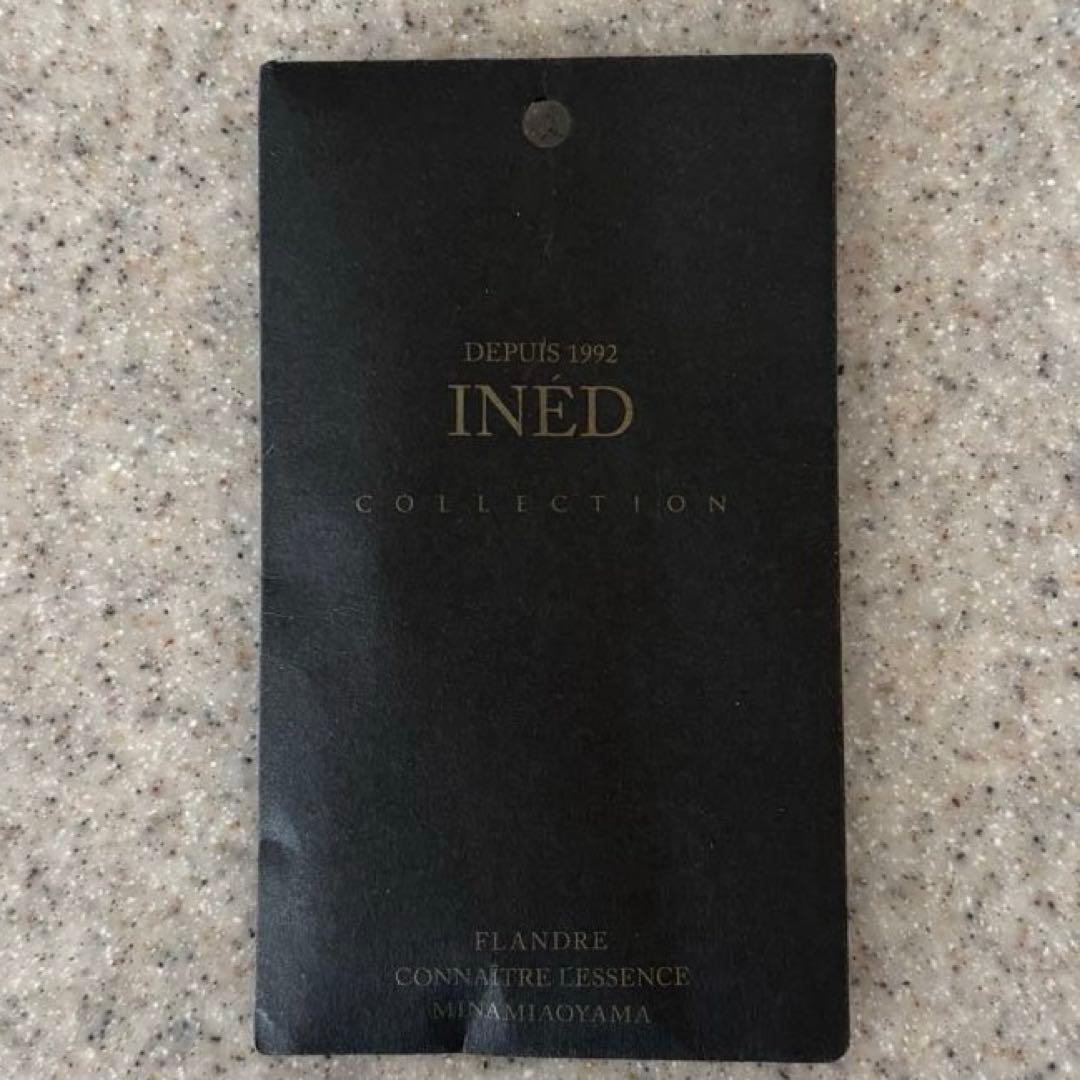 DEPUIS 1992
INÉD
COLLECTION
FLANDRE
CONNAÎTRE L'ESSENCE
MINAMIAOYAMA